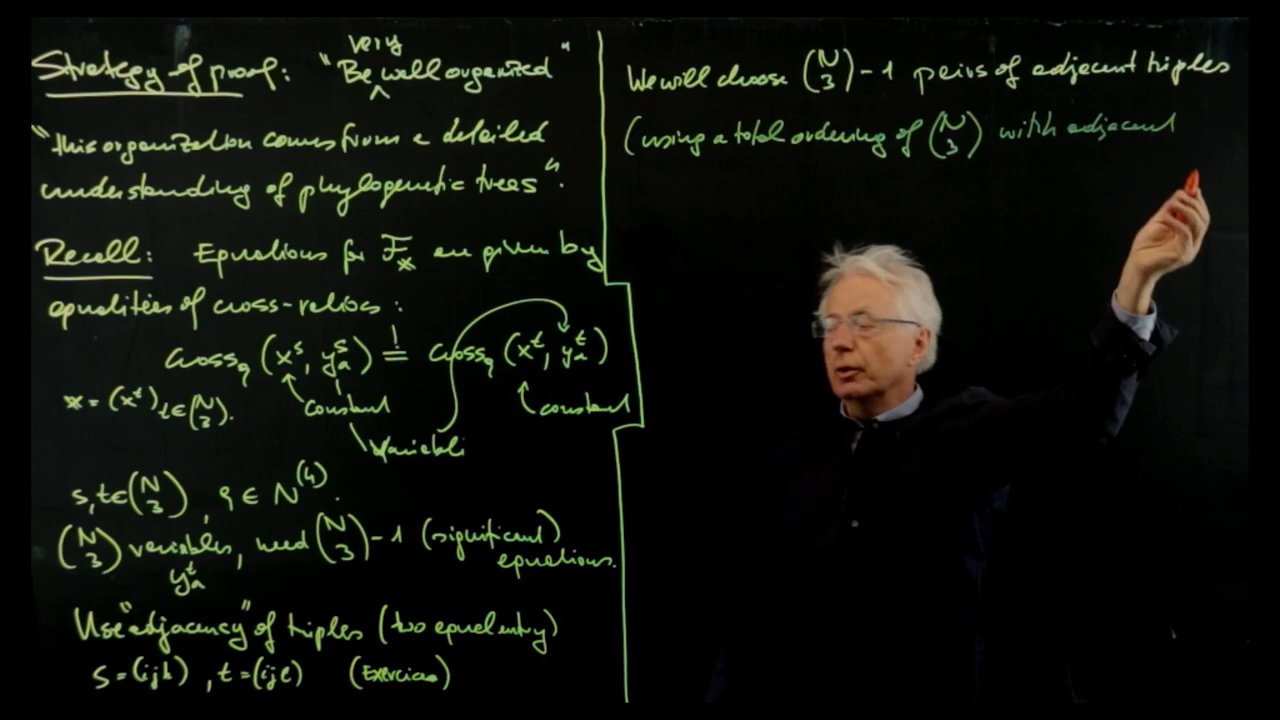 Strategy of proof: "Be very well organized"
"This organization comes from a detailed
understanding of phylogenetic trees".
Recall: Equations for F_x are given by
equalities of cross-ratios:
cross_q (x^s, y_a^s) =! cross_q (x^t, y_a^t)
x = (x^t)_{t∈(N 3)}. constant constant
variable
s,t∈(N 3), q ∈ N^(4).
(N 3) variables, need (N 3)-1 (significant)
y_a^t equations.
Use "adjacency" of triples (two equal entry)
s=(ijk), t=(ijl) (Exercise)
We will choose (N 3)-1 pairs of adjacent triples
(using a total ordering of (N 3) with adjacent